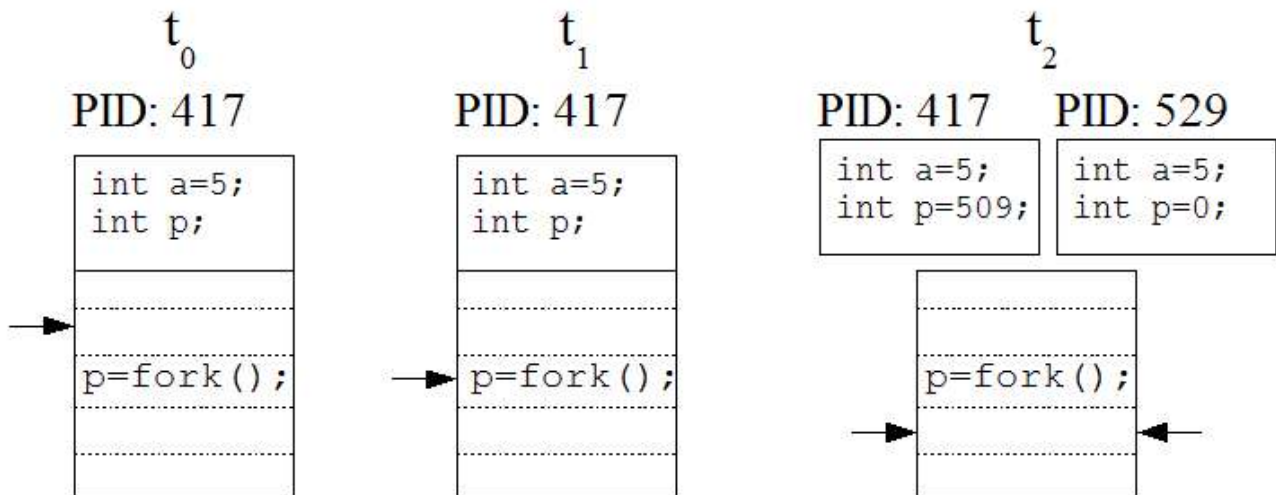 t0
PID: 417
int a=5;
int p;
p=fork();
t1
PID: 417
int a=5;
int p;
p=fork();
t2
PID: 417
int a=5;
int p=509;
PID: 529
int a=5;
int p=0;
p=fork();